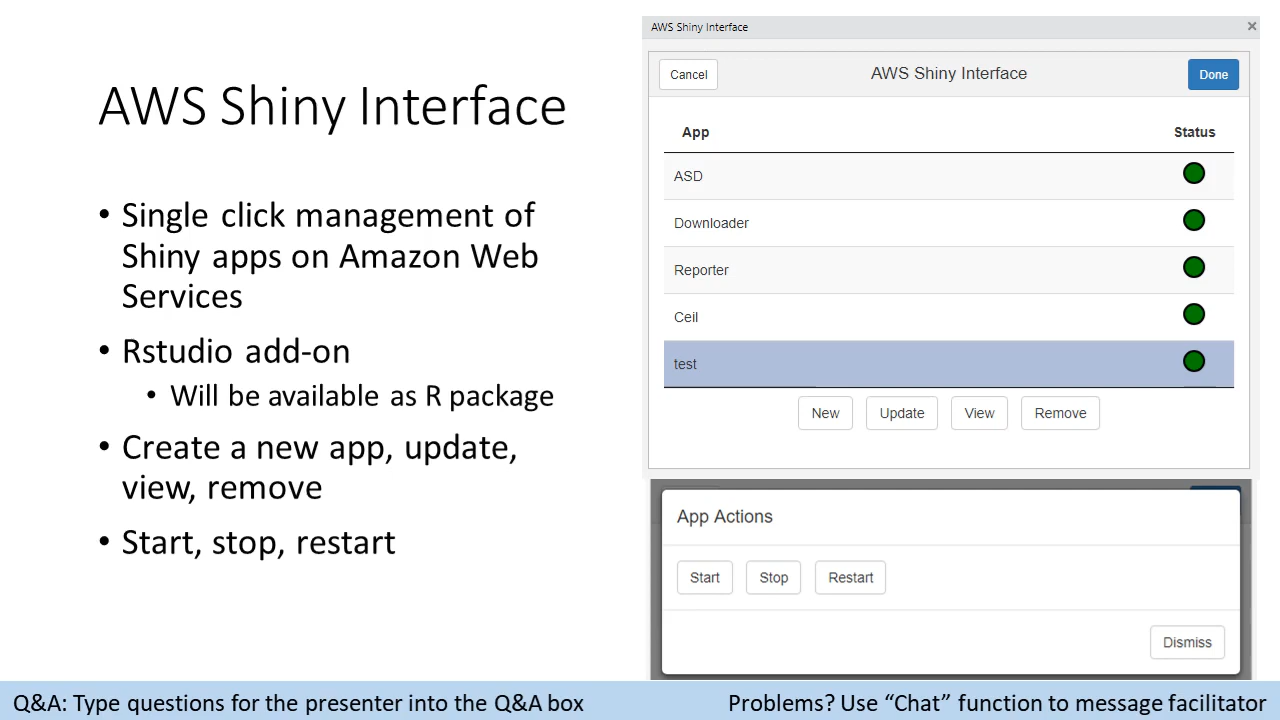 AWS Shiny Interface
• Single click management of
Shiny apps on Amazon Web
Services
• Rstudio add-on
• Will be available as R package
• Create a new app, update,
view, remove
• Start, stop, restart
AWS Shiny Interface ×
Cancel AWS Shiny Interface Done
App Status
ASD
Downloader
Reporter
Ceil
test
New Update View Remove
App Actions
Start Stop Restart
Dismiss
Q&A: Type questions for the presenter into the Q&A box Problems? Use “Chat” function to message facilitator